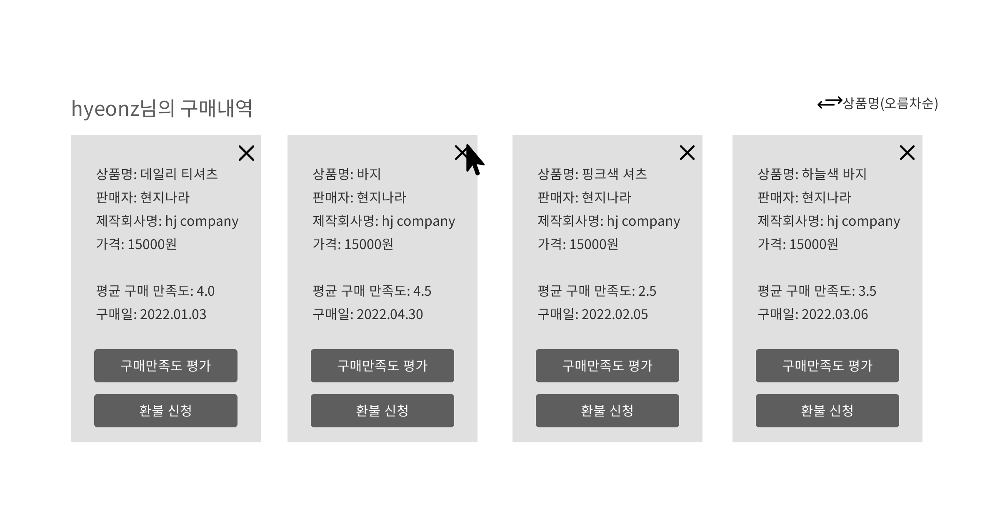 hyeonz님의 구매내역
상품명(오름차순)
상품명: 데일리 티셔츠
판매자: 현지나라
제작회사명: hj company
가격: 15000원
평균 구매 만족도: 4.0
구매일: 2022.01.03
구매만족도 평가
환불 신청
상품명: 바지
판매자: 현지나라
제작회사명: hj company
가격: 15000원
평균 구매 만족도: 4.5
구매일: 2022.04.30
구매만족도 평가
환불 신청
상품명: 핑크색 셔츠
판매자: 현지나라
제작회사명: hj company
가격: 15000원
평균 구매 만족도: 2.5
구매일: 2022.02.05
구매만족도 평가
환불 신청
상품명: 하늘색 바지
판매자: 현지나라
제작회사명: hj company
가격: 15000원
평균 구매 만족도: 3.5
구매일: 2022.03.06
구매만족도 평가
환불 신청